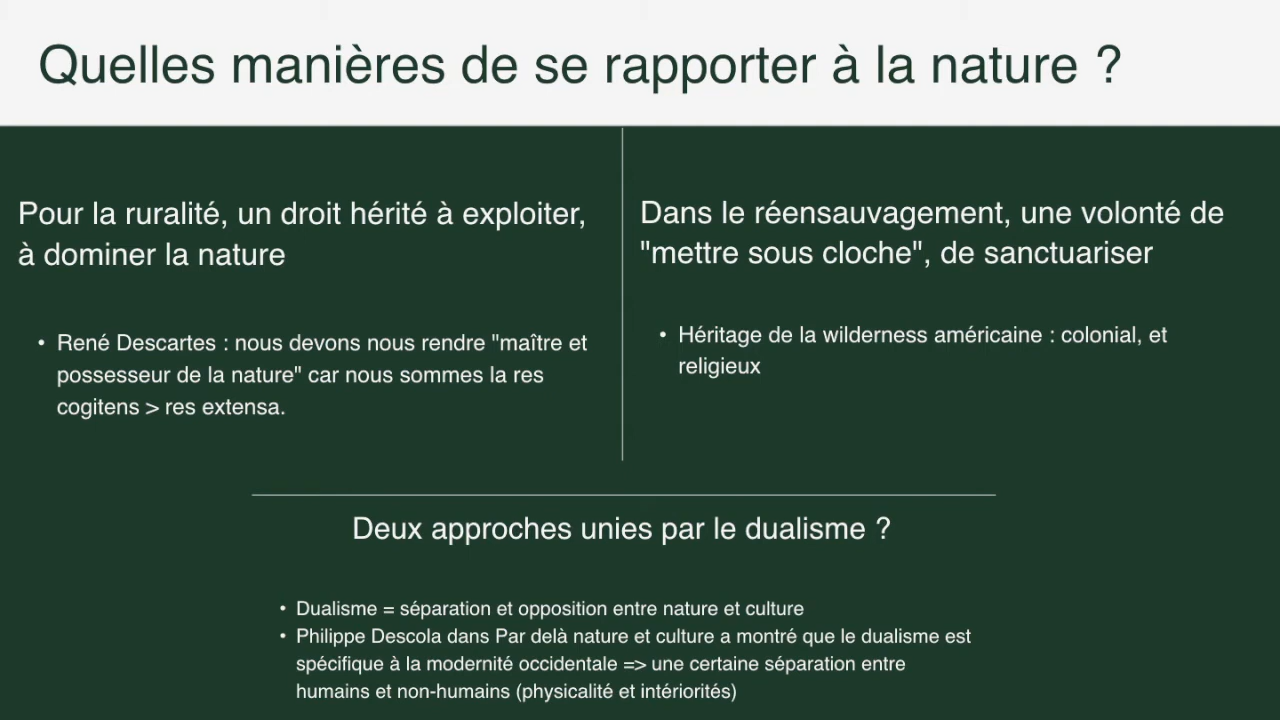 Quelles manières de se rapporter à la nature ?
Pour la ruralité, un droit hérité à exploiter,
à dominer la nature
• René Descartes : nous devons nous rendre "maître et
possesseur de la nature" car nous sommes la res
cogitens > res extensa.
Dans le réensauvagement, une volonté de
"mettre sous cloche", de sanctuariser
• Héritage de la wilderness américaine : colonial, et
religieux
Deux approches unies par le dualisme ?
• Dualisme = séparation et opposition entre nature et culture
• Philippe Descola dans Par delà nature et culture a montré que le dualisme est
spécifique à la modernité occidentale => une certaine séparation entre
humains et non-humains (physicalité et intériorités)